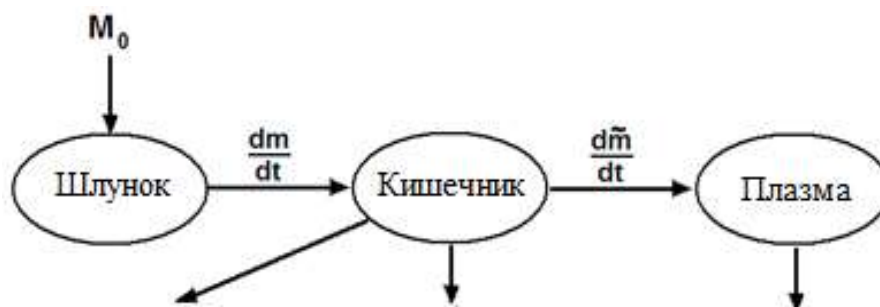 M₀
dm
dt
dm̃
dt
Шлунок
Кишечник
Плазма